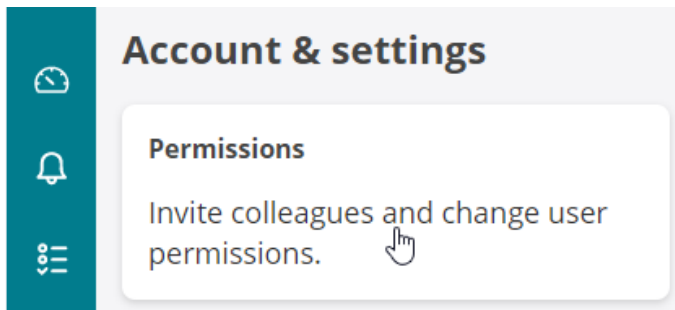 Account & settings
Permissions
Invite colleagues and change user
permissions.